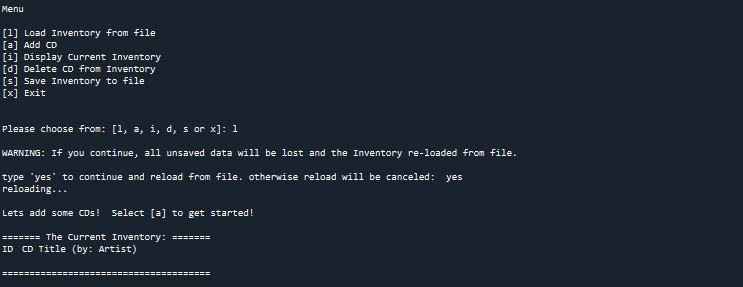 Menu
[l] Load Inventory from file
[a] Add CD
[i] Display Current Inventory
[d] Delete CD from Inventory
[s] Save Inventory to file
[x] Exit
Please choose from: [l, a, i, d, s or x]: l
WARNING: If you continue, all unsaved data will be lost and the Inventory re-loaded from file.
type 'yes' to continue and reload from file. otherwise reload will be canceled:  yes
reloading...
Lets add some CDs!  Select [a] to get started!
======= The Current Inventory: =======
ID  CD Title (by: Artist)
======================================